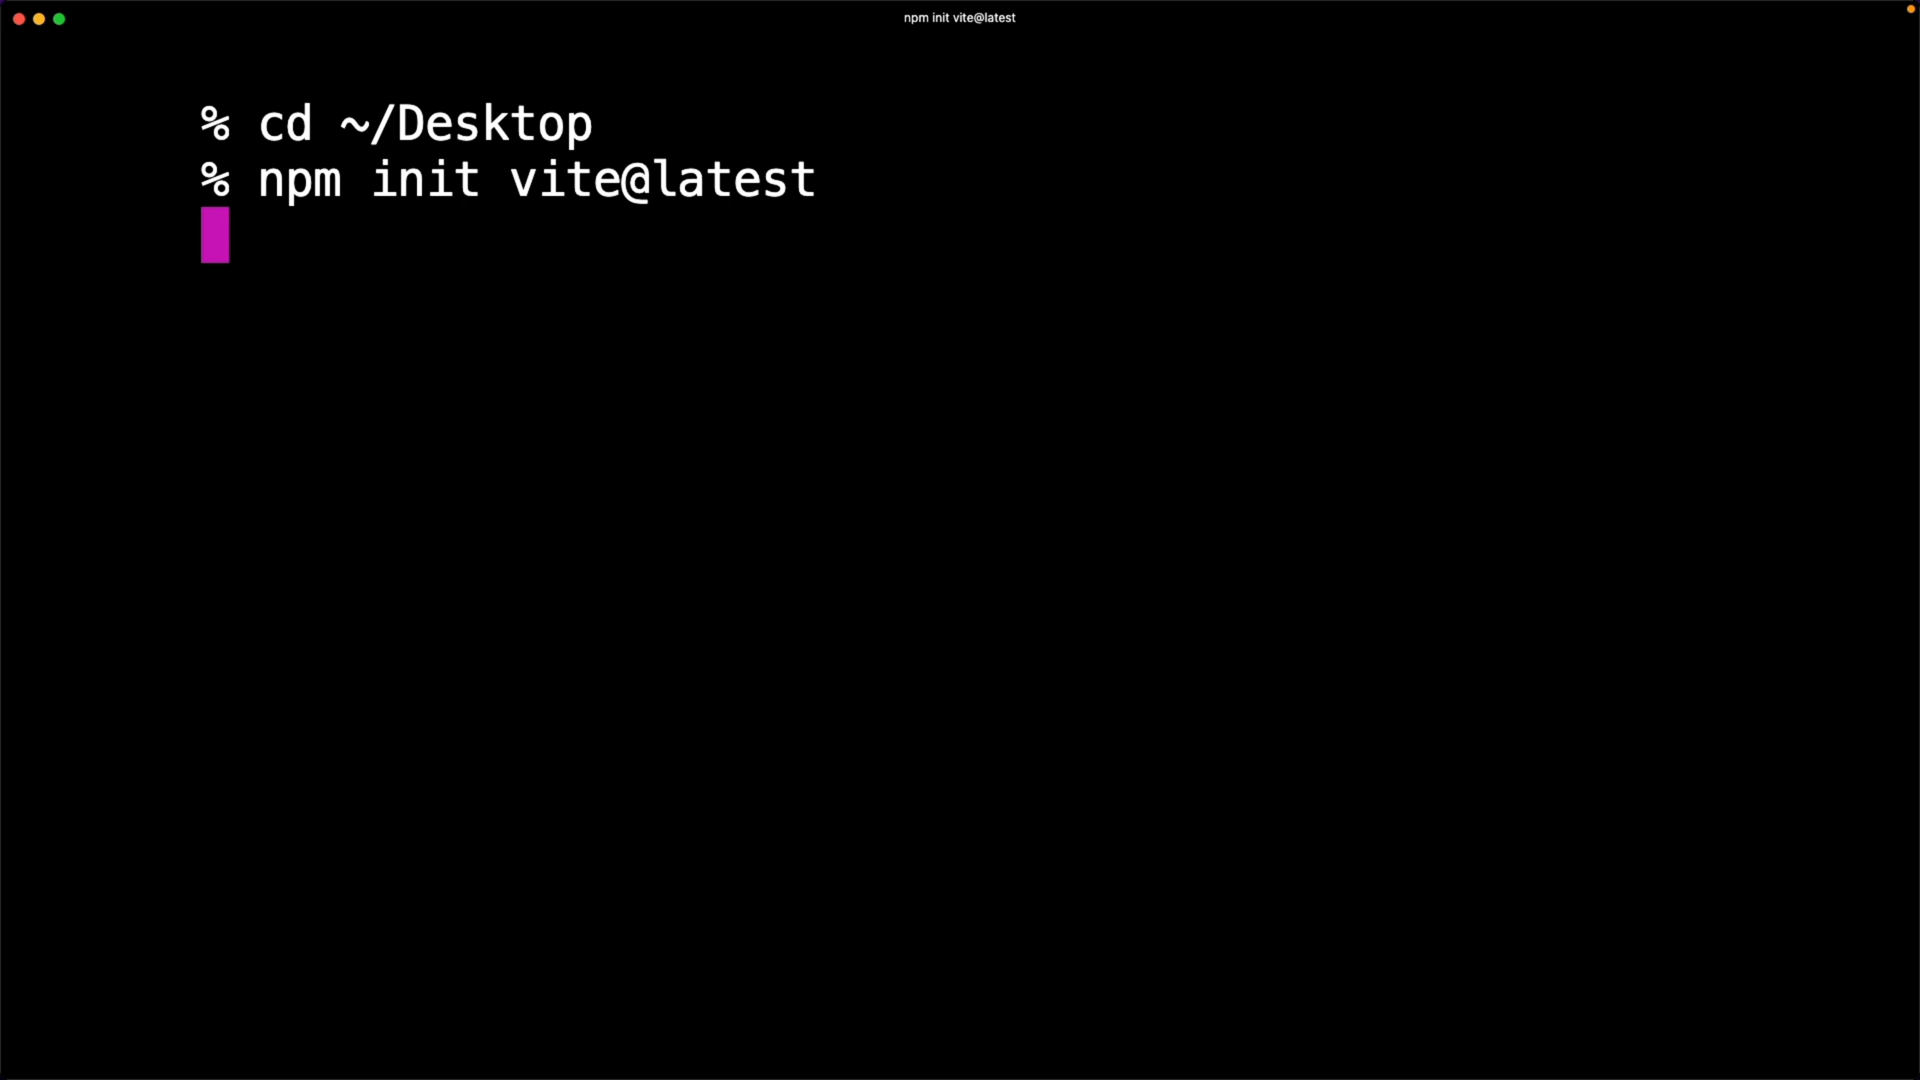 npm init vite@latest
% cd ~/Desktop
% npm init vite@latest